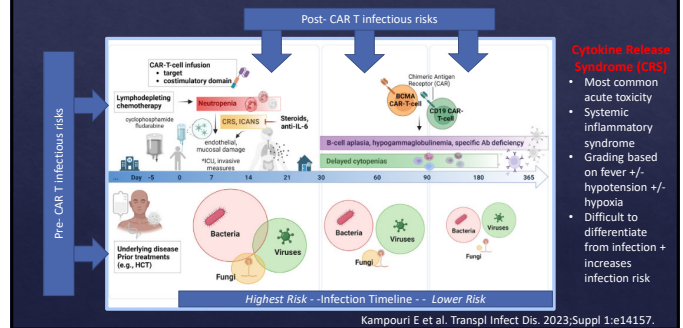 Post- CAR T infectious risks
Pre- CAR T infectious risks
CAR-T-cell infusion
• target
• costimulatory domain
Lymphodepleting
chemotherapy
cyclophosphamide
fludarabine
Neutropenia
CRS, ICANS
Steroids,
anti-IL-6
endothelial,
mucosal damage
*ICU, invasive
measures
Chimeric Antigen
Receptor (CAR)
BCMA
CAR-T-cell
CD19 CAR-
T-cell
B-cell aplasia, hypogammaglobulinemia, specific Ab deficiency
Delayed cytopenias
... Day -5 0 7 14 21 30 60 90 180 365
Underlying disease
Prior treatments
(e.g., HCT)
Bacteria
Viruses
Fungi
Bacteria
Viruses
Fungi
Bacteria
Viruses
Fungi
Highest Risk - -Infection Timeline - - Lower Risk
Cytokine Release
Syndrome (CRS)
• Most common
acute toxicity
• Systemic
inflammatory
syndrome
• Grading based
on fever +/-
hypotension +/-
hypoxia
• Difficult to
differentiate
from infection +
increases
infection risk
Kampouri E et al. Transpl Infect Dis. 2023;Suppl 1:e14157.